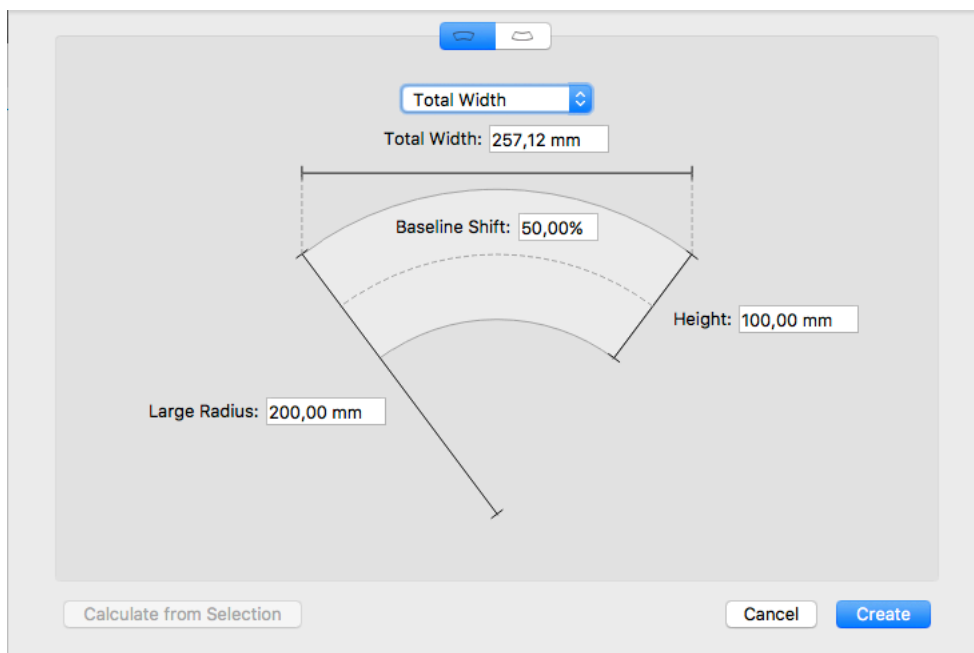 Total Width
Total Width: 257,12 mm
Baseline Shift: 50,00%
Height: 100,00 mm
Large Radius: 200,00 mm
Calculate from Selection
Cancel
Create